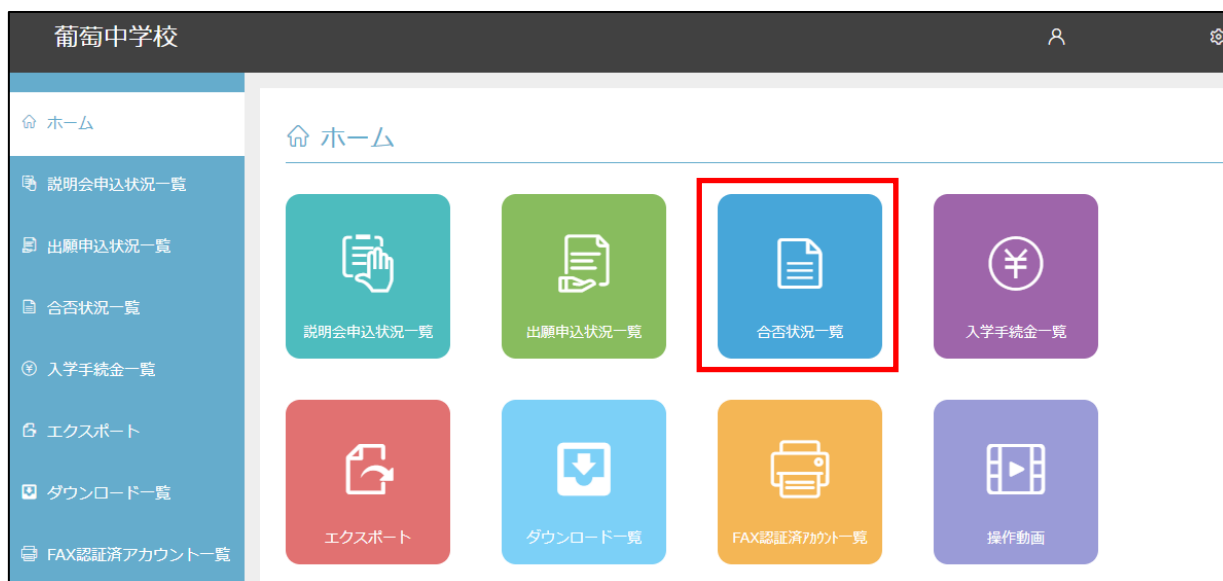 葡萄中学校
ホーム
説明会申込状況一覧
出願申込状況一覧
合否状況一覧
入学手続金一覧
エクスポート
ダウンロード一覧
FAX認証済アカウント一覧
ホーム
説明会申込状況一覧
出願申込状況一覧
合否状況一覧
入学手続金一覧
エクスポート
ダウンロード一覧
FAX認証済ｱｶｳﾝﾄ一覧
操作動画